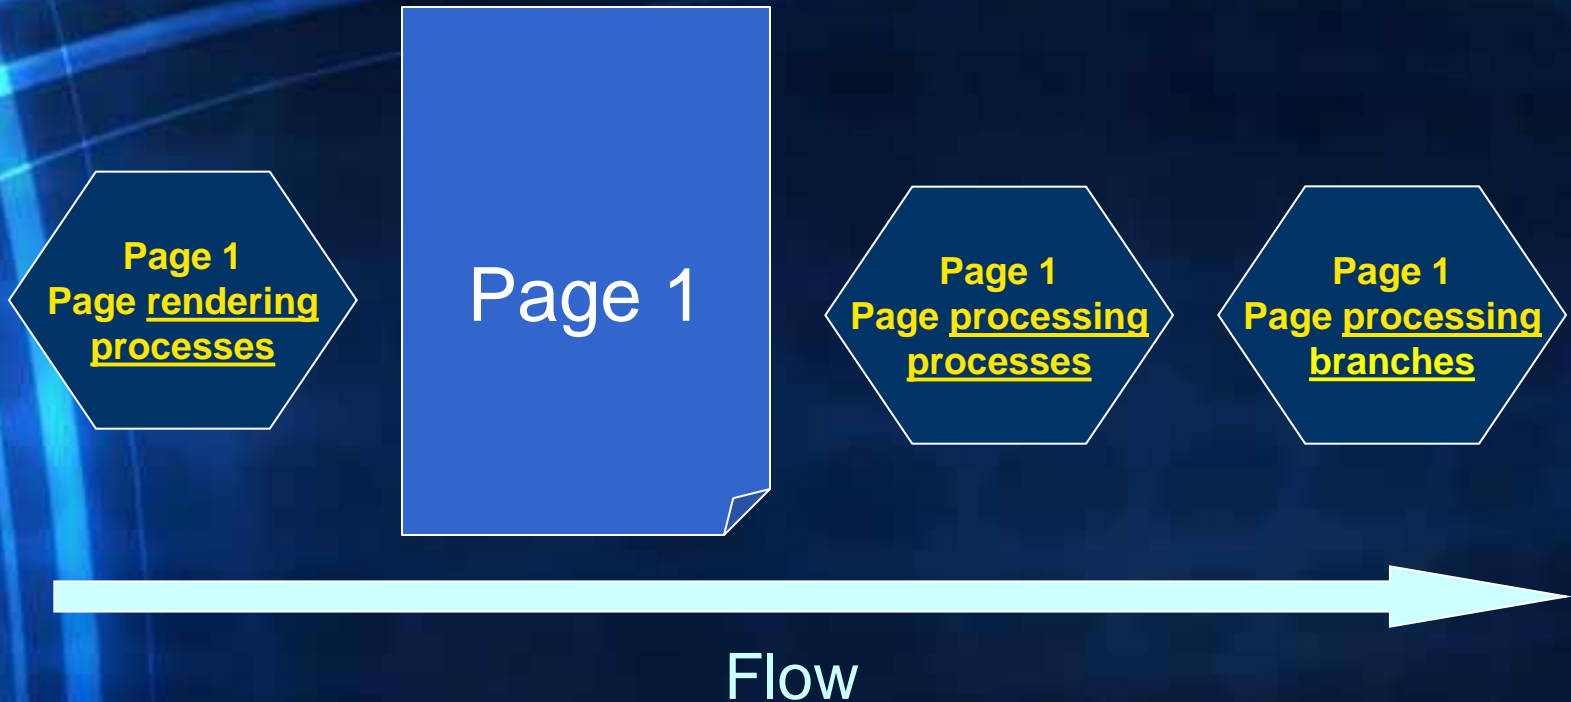 Page 1
Page rendering
processes
Page 1
Page 1
Page processing
processes
Page 1
Page processing
branches
Flow